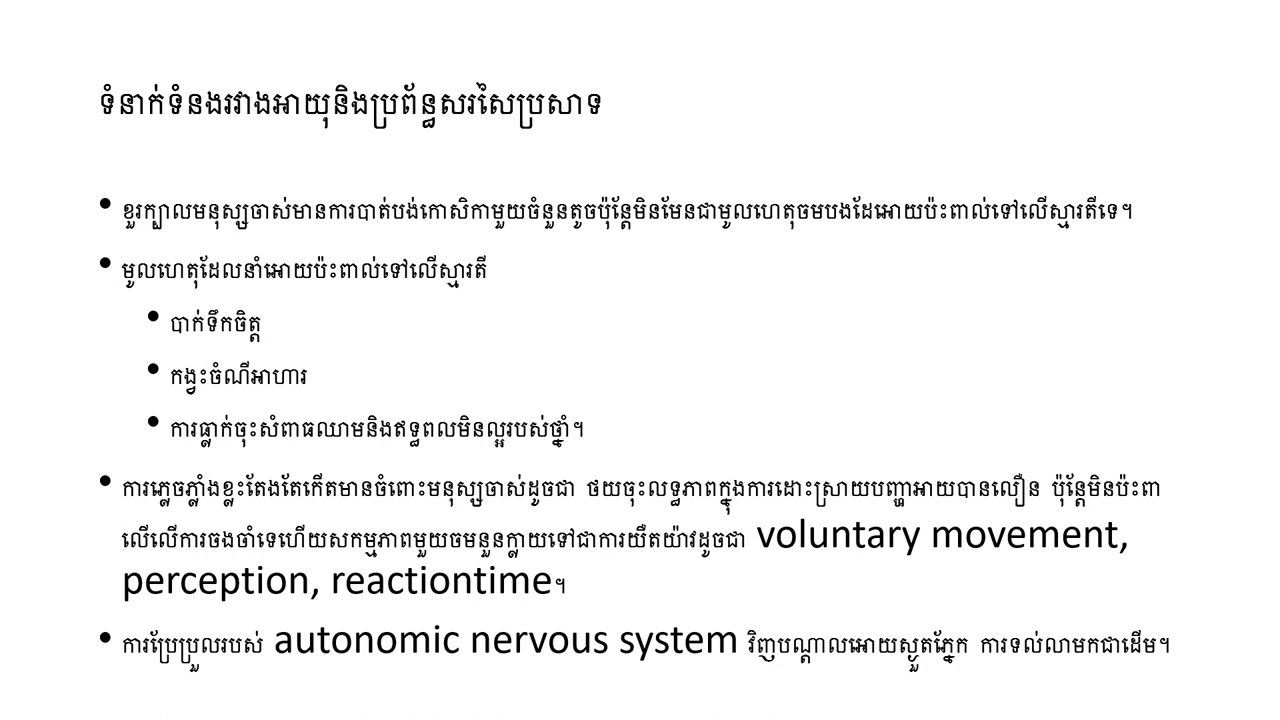 ទំនាក់ទំនងរវាងអាយុនិងប្រព័ន្ធសរសៃប្រសាទ
• ខួរក្បាលមនុស្សចាស់មានការបាត់បង់កោសិកាមួយចំនួនតូចប៉ុន្តែមិនមែនជាមូលហេតុចមបងដែអោយប៉ះពាល់ទៅលើស្មារតីទេ។
• មូលហេតុដែលនាំអោយប៉ះពាល់ទៅលើស្មារតី
• បាក់ទឹកចិត្ត
• កង្វះចំណីអាហារ
• ការធ្លាក់ចុះសំពាធឈាមនិងឥទ្ធពលមិនល្អរបស់ថ្នាំ។
• ការភ្លេចភ្លាំងខ្លះតែងតែកើតមានចំពោះមនុស្សចាស់ដូចជា ថយចុះលទ្ធភាពក្នុងការដោះស្រាយបញ្ហាអាយបានលឿន ប៉ុន្តែមិនប៉ះពា
លើលើការចងចាំទេហើយសកម្មភាពមួយចមនួនក្លាយទៅជាការយឺតយ៉ាវដូចជា voluntary movement,
perception, reactiontime។
• ការប្រែប្រួលរបស់ autonomic nervous system វិញបណ្តាលអោយស្ងួតភ្នែក ការទល់លាមកជាដើម។